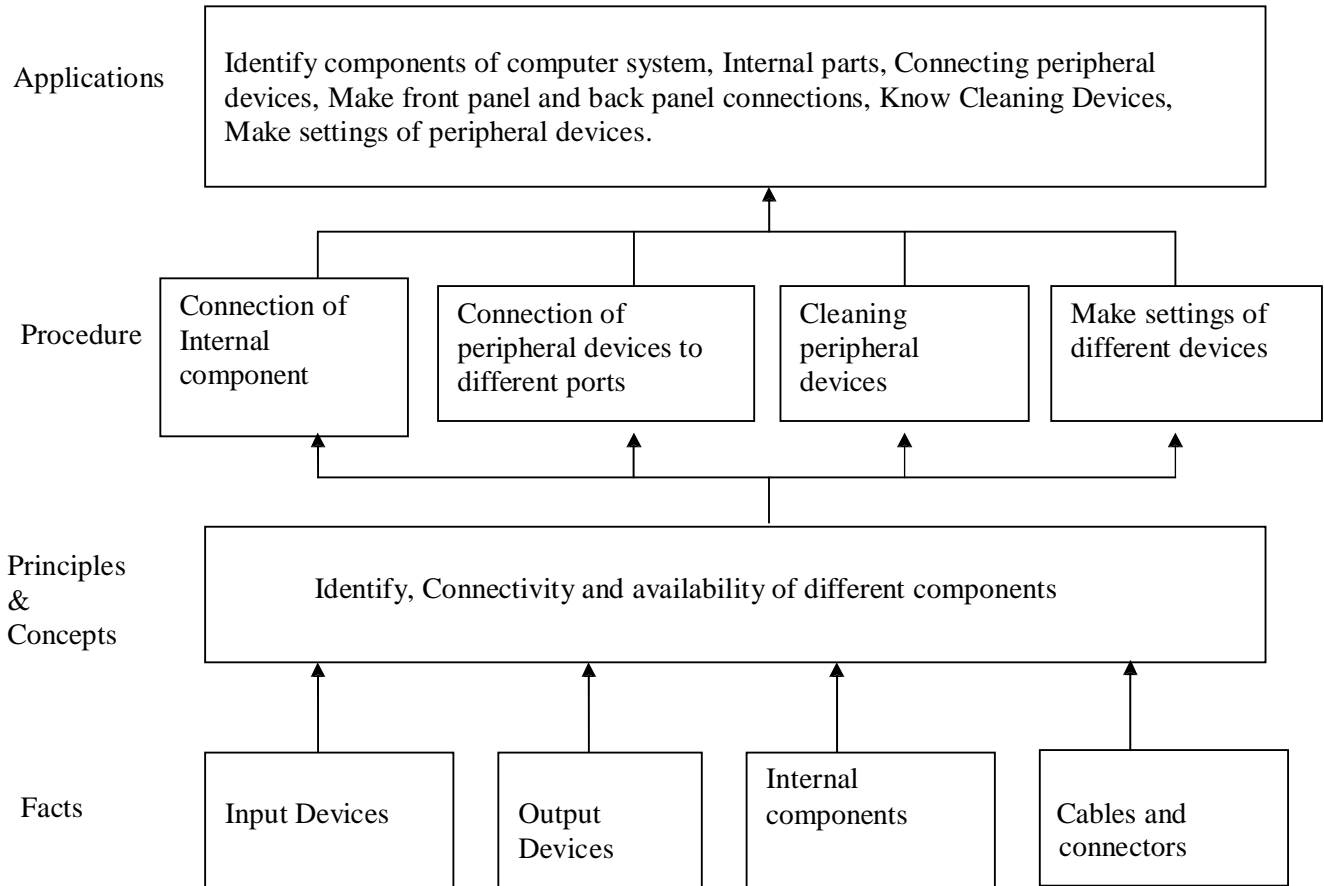 Applications
Identify components of computer system, Internal parts, Connecting peripheral
devices, Make front panel and back panel connections, Know Cleaning Devices,
Make settings of peripheral devices.
Procedure
Connection of
Internal
component
Connection of
peripheral devices to
different ports
Cleaning
peripheral
devices
Make settings of
different devices
Principles
&
Concepts
Identify, Connectivity and availability of different components
Facts
Input Devices
Output
Devices
Internal
components
Cables and
connectors